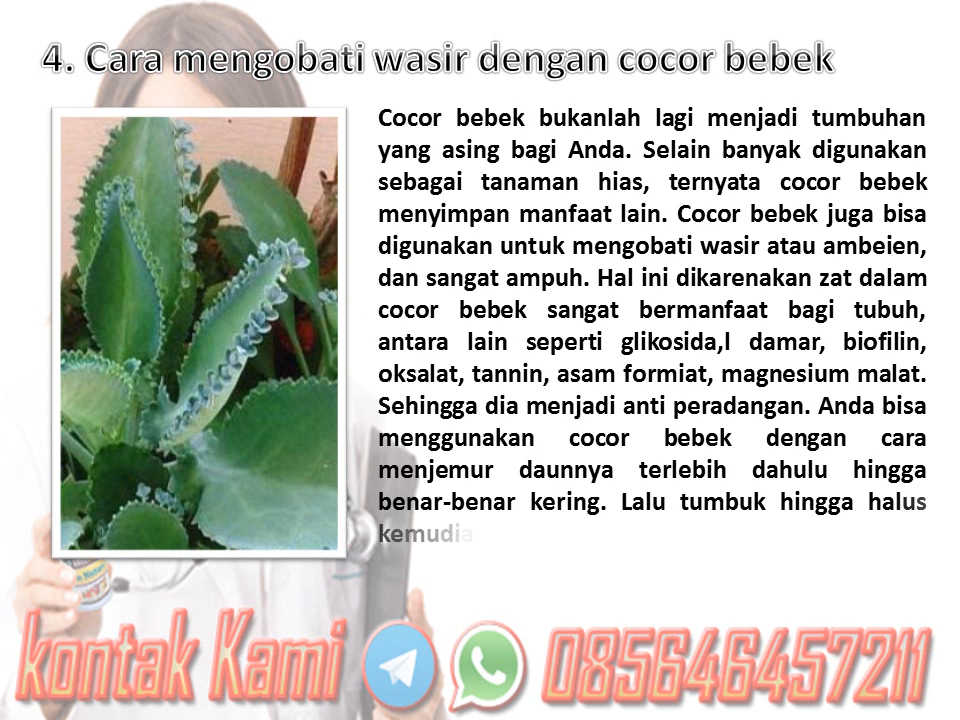 4. Cara mengobati wasir dengan cocor bebek
Cocor bebek bukanlah lagi menjadi tumbuhan
yang asing bagi Anda. Selain banyak digunakan
sebagai tanaman hias, ternyata cocor bebek
menyimpan manfaat lain. Cocor bebek juga bisa
digunakan untuk mengobati wasir atau ambeien,
dan sangat ampuh. Hal ini dikarenakan zat dalam
cocor bebek sangat bermanfaat bagi tubuh,
antara lain seperti glikosida,l damar, biofilin,
oksalat, tannin, asam formiat, magnesium malat.
Sehingga dia menjadi anti peradangan. Anda bisa
menggunakan cocor bebek dengan cara
menjemur daunnya terlebih dahulu hingga
benar-benar kering. Lalu tumbuk hingga halus
kemudia
kontak Kami 085646457211